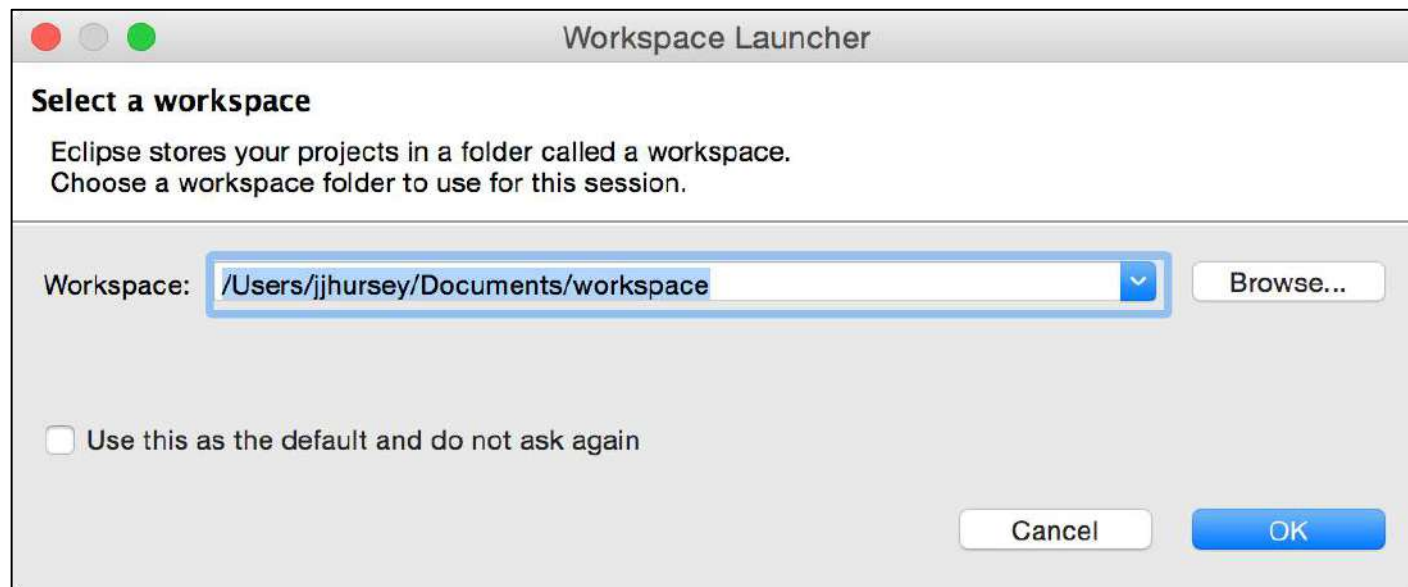 Workspace Launcher
Select a workspace
Eclipse stores your projects in a folder called a workspace.
Choose a workspace folder to use for this session.
Workspace: /Users/jjhursey/Documents/workspace Browse...
Use this as the default and do not ask again
Cancel OK